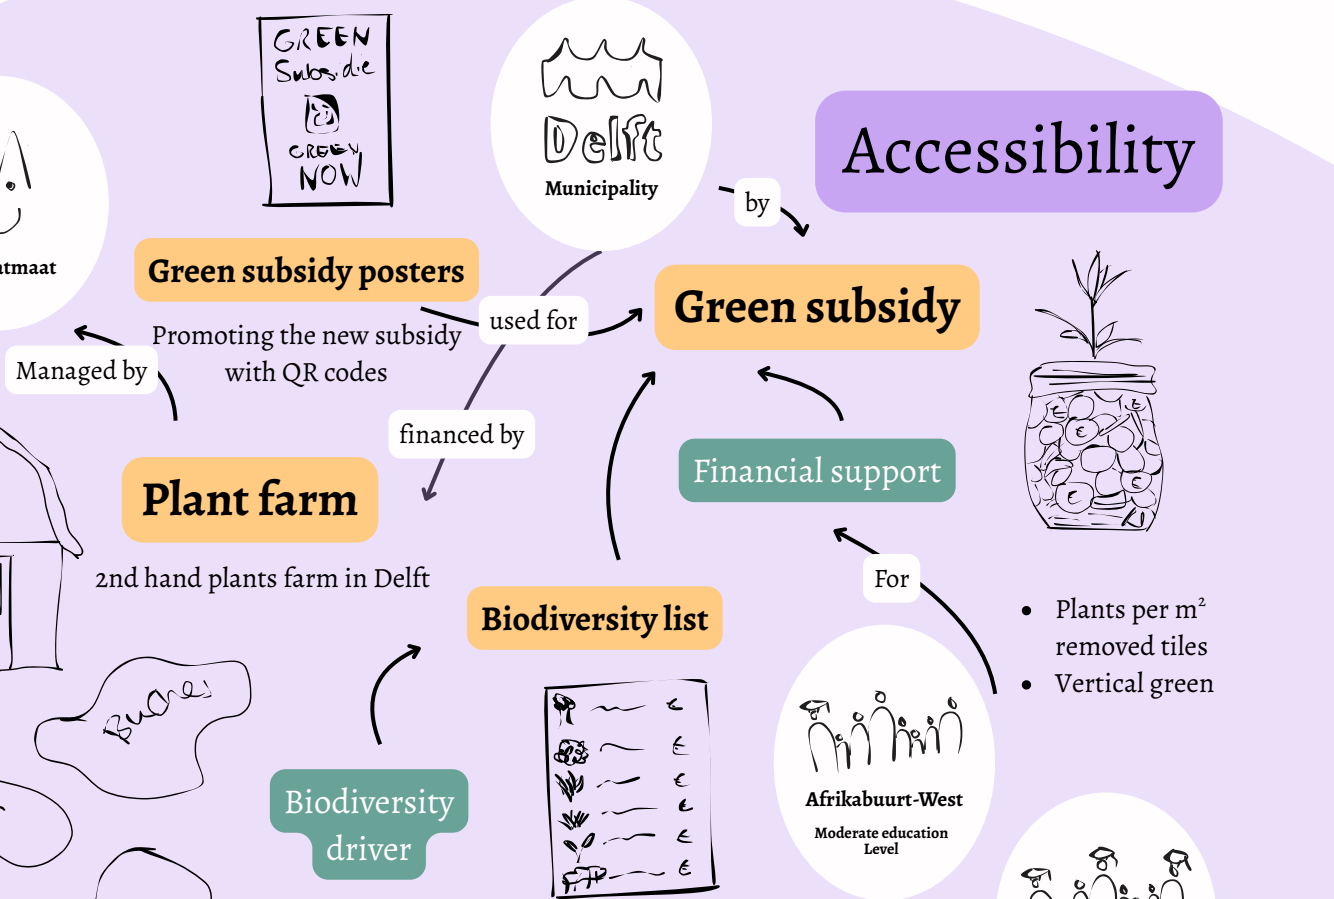 GREEN
Subsidie
GREEN
NOW
Delft
Municipality
Accessibility
by
atmaat
Green subsidy posters
Promoting the new subsidy
with QR codes
used for
Green subsidy
Managed by
financed by
Financial support
Plant farm
2nd hand plants farm in Delft
For
Biodiversity list
• Plants per m²
removed tiles
• Vertical green
€
€
€
€
€
€
Biodiversity
driver
Afrikabuurt-West
Moderate education
Level